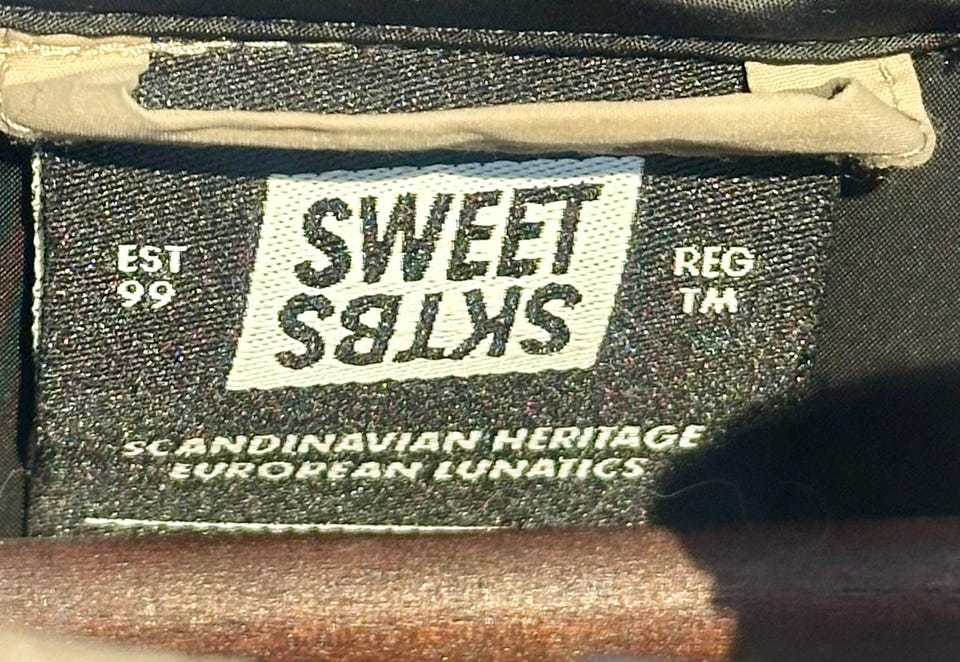 EST
99
SWEET
SKTBS
REG
TM
SCANDINAVIAN HERITAGE
EUROPEAN LUNATICS